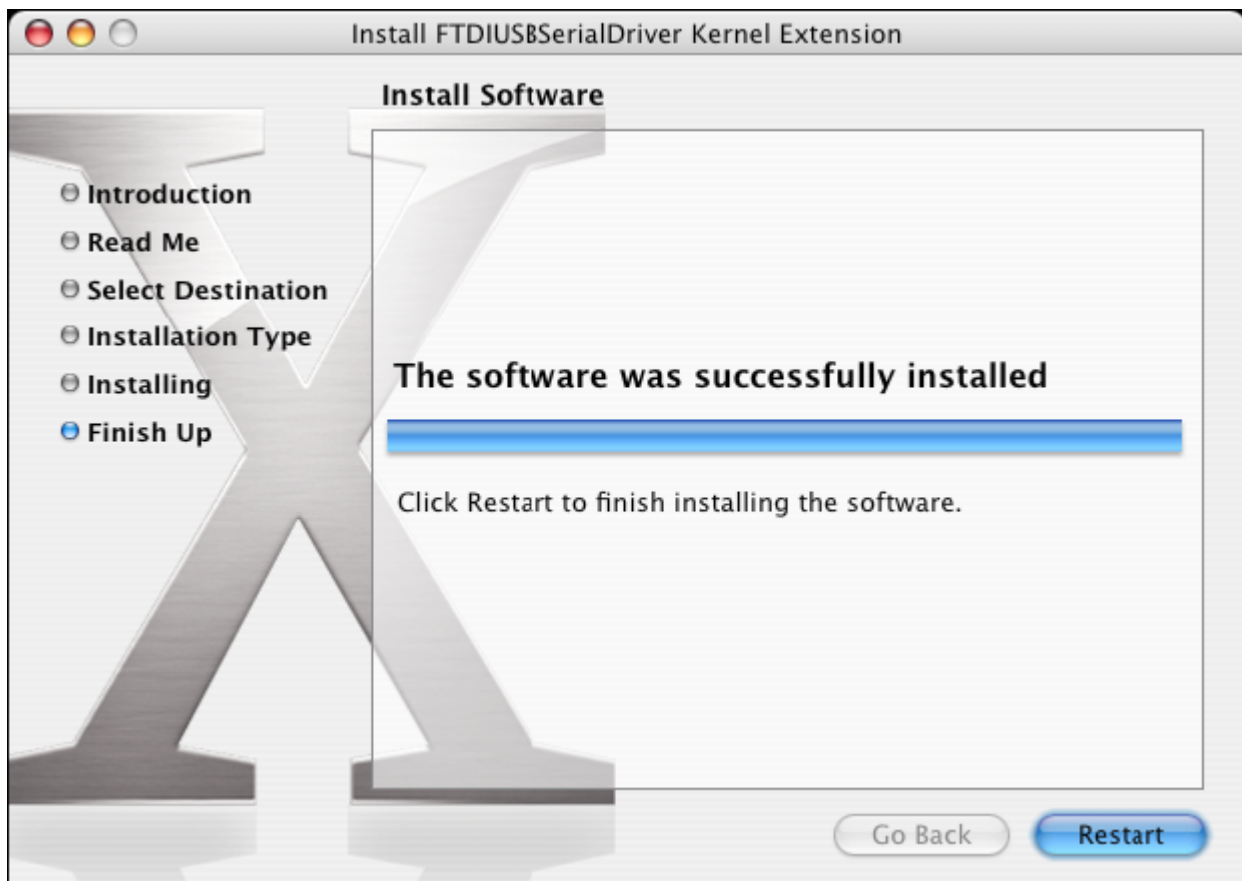 Install FTDIUSBSerialDriver Kernel Extension
Install Software
Introduction
Read Me
Select Destination
Installation Type
Installing
Finish Up
The software was successfully installed
Click Restart to finish installing the software.
Go Back
Restart